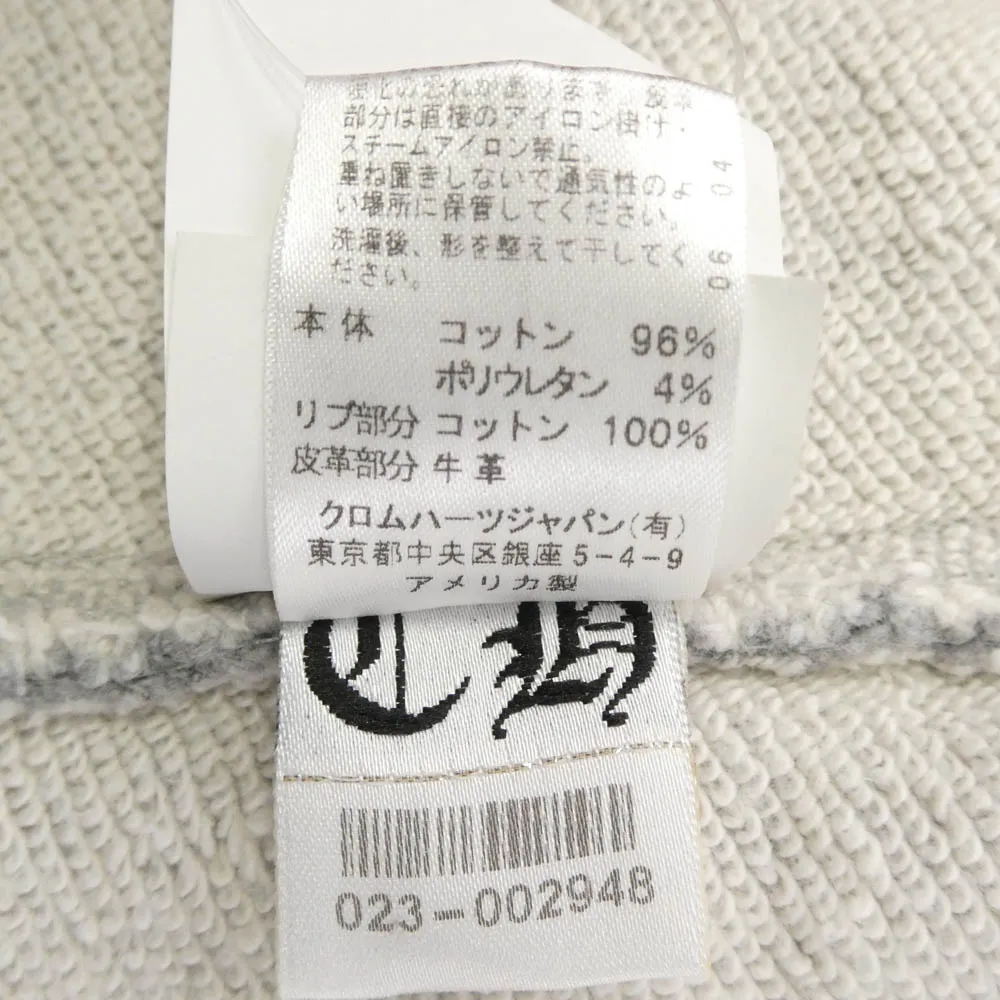 部分は直接のアイロン掛け・
スチームアイロン禁止。
重ね置きしないで通気性のよ
い場所に保管してください。
洗濯後、形を整えて干してく
ださい。
06 04
本体 コットン 96%
ポリウレタン 4%
リブ部分 コットン 100%
皮革部分 牛革
クロムハーツジャパン(有)
東京都中央区銀座5-4-9
アメリカ製
CH
023-002948